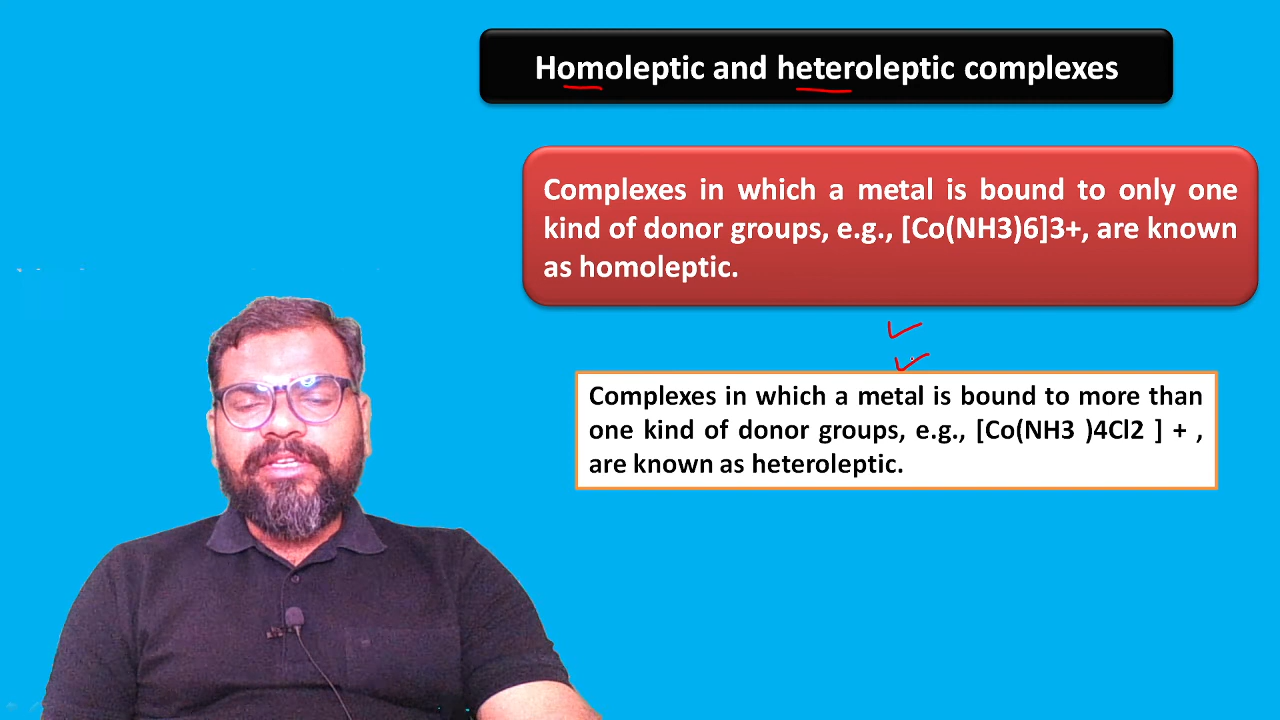 Homoleptic and heteroleptic complexes
Complexes in which a metal is bound to only one
kind of donor groups, e.g., [Co(NH3)6]3+, are known
as homoleptic.
Complexes in which a metal is bound to more than
one kind of donor groups, e.g., [Co(NH3 )4Cl2 ] + ,
are known as heteroleptic.